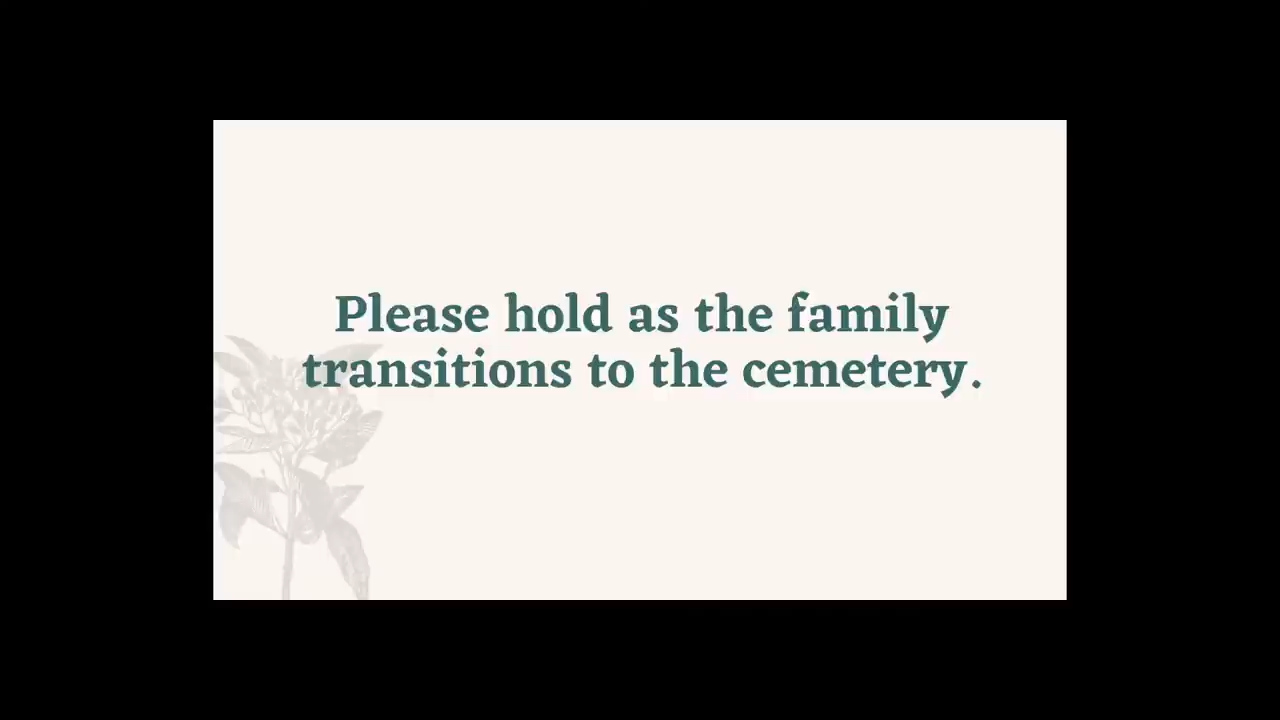 Please hold as the family
transitions to the cemetery.